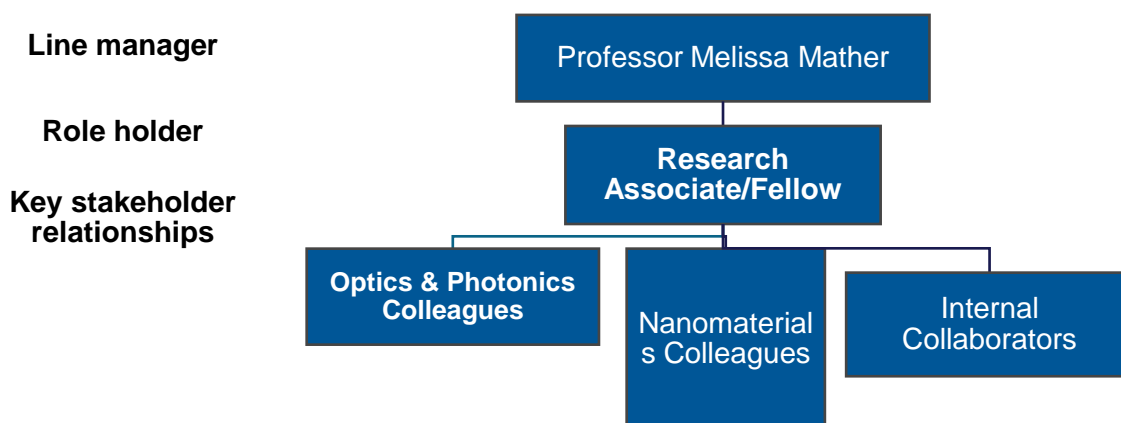 Line manager
Professor Melissa Mather
Role holder
Research
Associate/Fellow
Key stakeholder
relationships
Optics & Photonics
Colleagues
Nanomaterial
s Colleagues
Internal
Collaborators